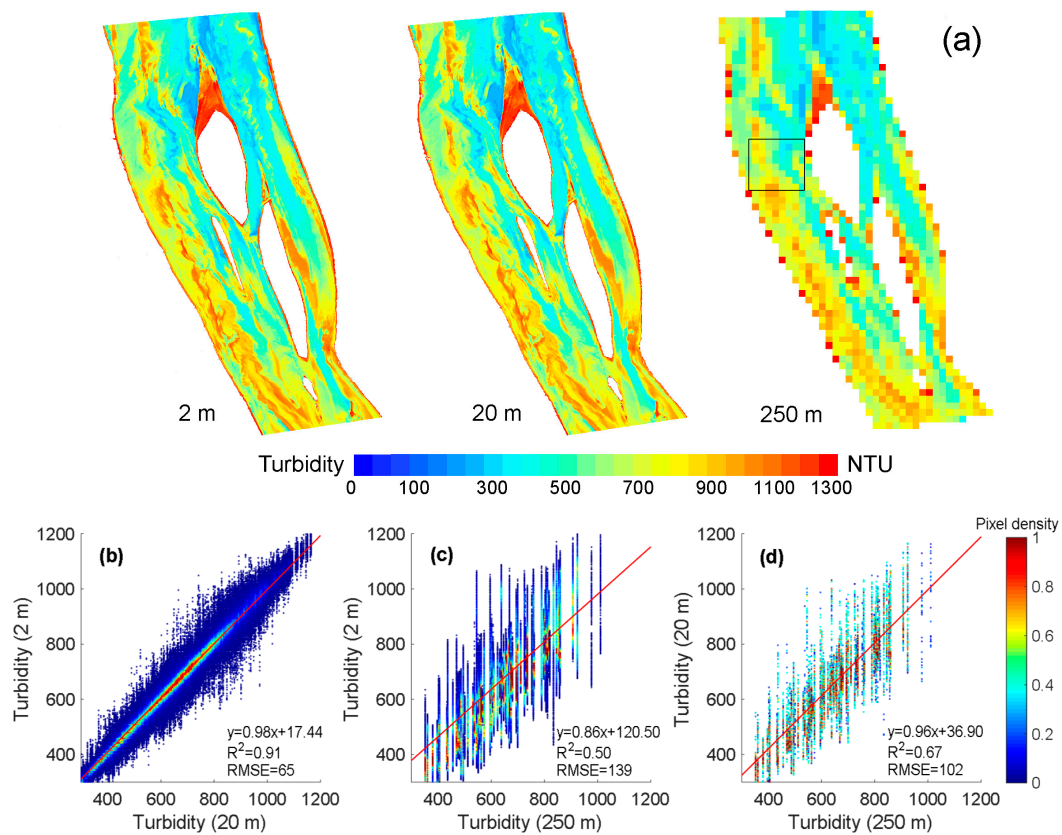 (a)
2 m
20 m
250 m
Turbidity
NTU
0 100 300 500 700 900 1100 1300
Pixel density
1200
1000
800
600
400
(b)
y=0.98x+17.44
R²=0.91
RMSE=65
400 600 800 1000 1200
Turbidity (20 m)
Turbidity (2 m)
1200
1000
800
600
400
(c)
y=0.86x+120.50
R²=0.50
RMSE=139
400 600 800 1000 1200
Turbidity (250 m)
Turbidity (2 m)
1200
1000
800
600
400
(d)
y=0.96x+36.90
R²=0.67
RMSE=102
400 600 800 1000 1200
Turbidity (250 m)
Turbidity (20 m)
1
0.8
0.6
0.4
0.2
0